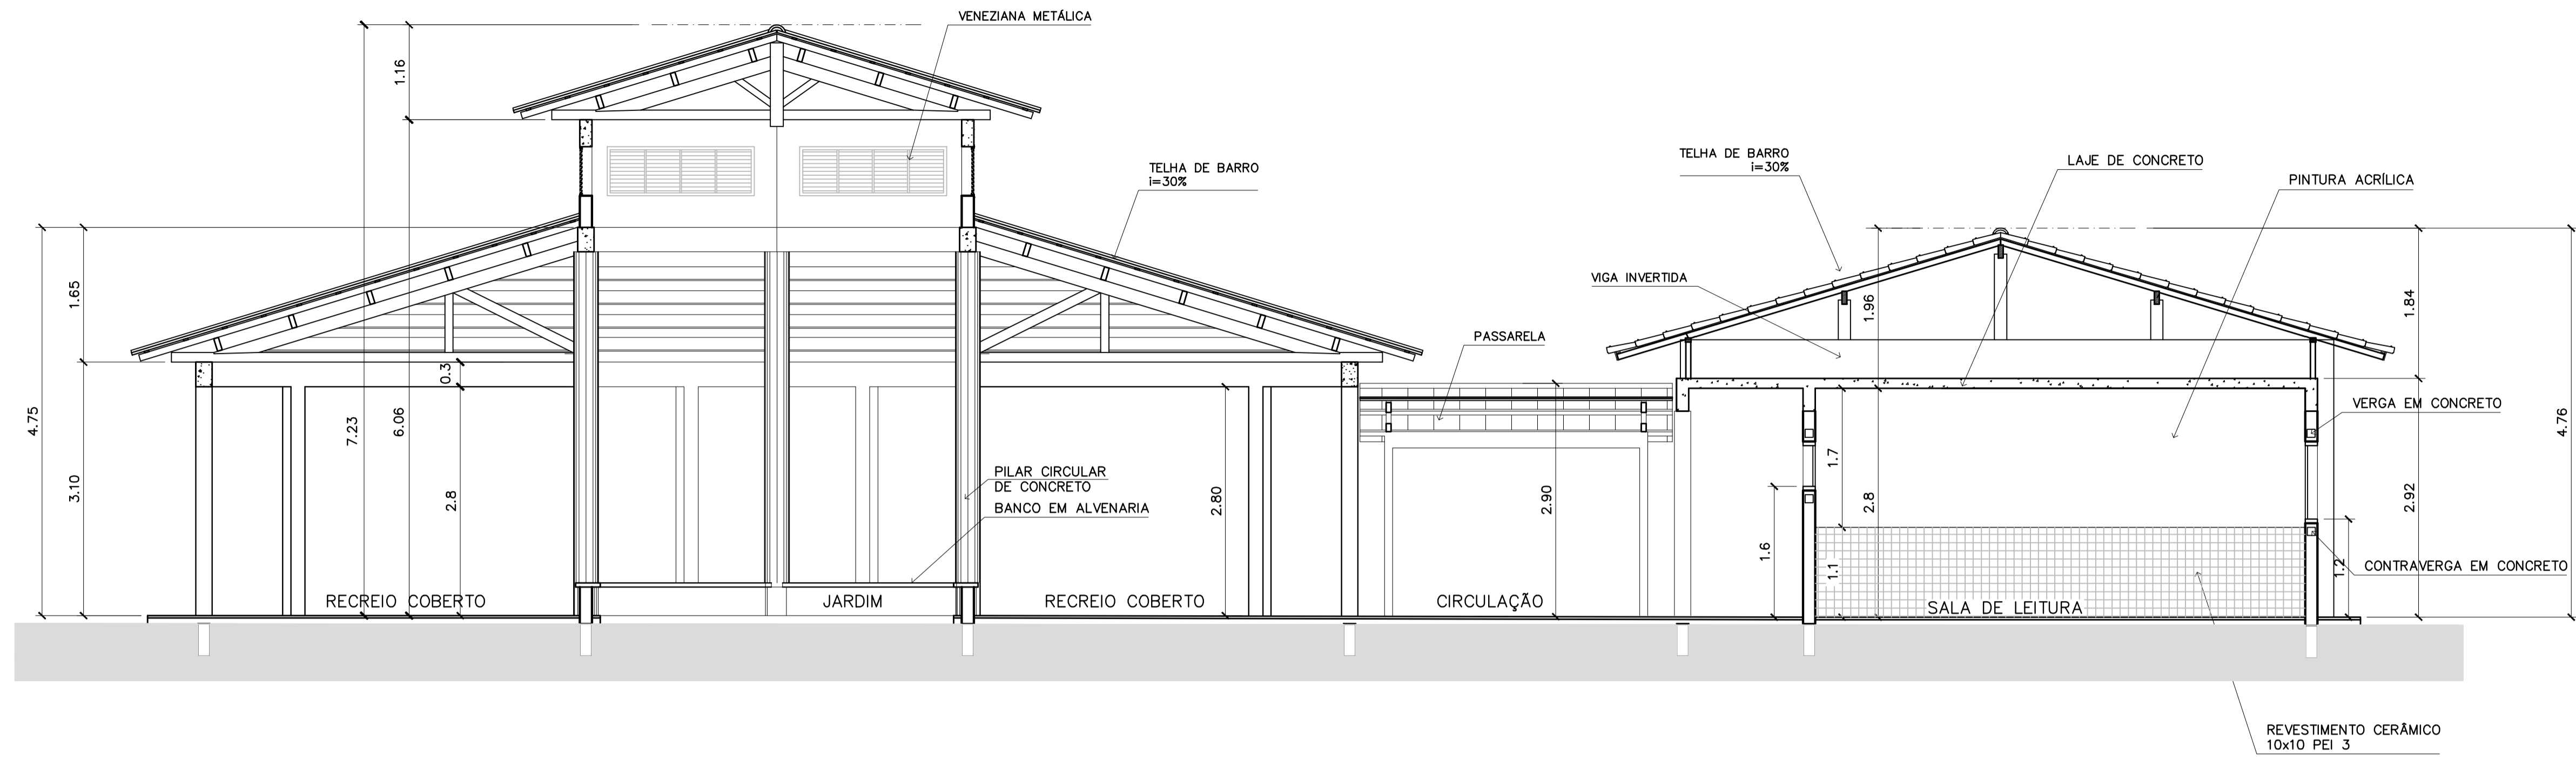 VENEZIANA METÁLICA
1.16
TELHA DE BARRO
i=30%
TELHA DE BARRO
i=30%
LAJE DE CONCRETO
PINTURA ACRÍLICA
VIGA INVERTIDA
PASSARELA
1.65
1.96
1.84
0.3
4.75
3.10
7.23
6.06
2.8
PILAR CIRCULAR
DE CONCRETO
BANCO EM ALVENARIA
2.80
2.90
1.6
1.7
1.1
2.8
VERGA EM CONCRETO
4.76
2.92
1.2
CONTRAVERGA EM CONCRETO
RECREIO COBERTO
JARDIM
RECREIO COBERTO
CIRCULAÇÃO
SALA DE LEITURA
REVESTIMENTO CERÂMICO
10x10 PEI 3